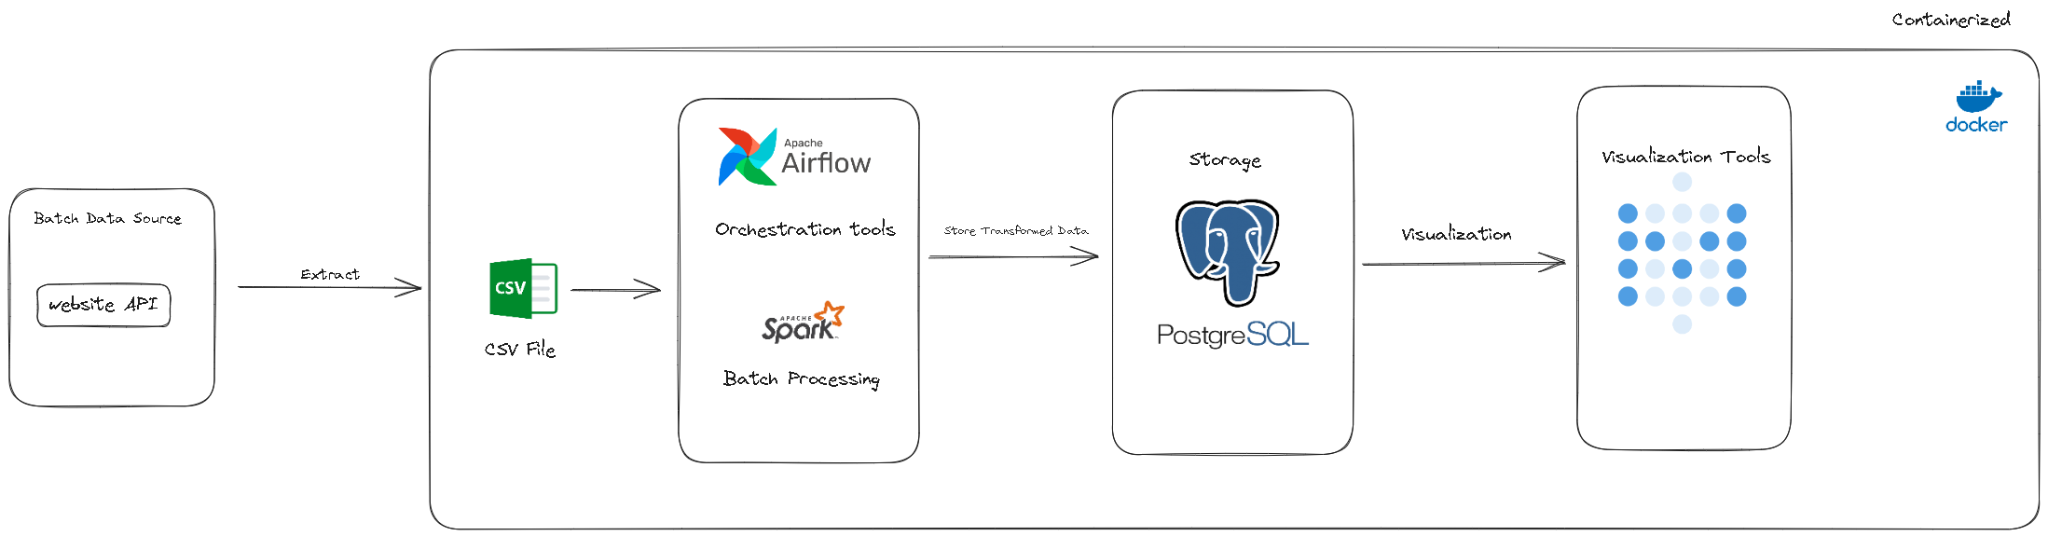 Containerized
docker
Batch Data Source
website API
Extract
CSV
CSV File
Apache
Airflow
Orchestration tools
APACHE
Spark
Batch Processing
Store Transformed Data
Storage
PostgreSQL
Visualization
Visualization Tools